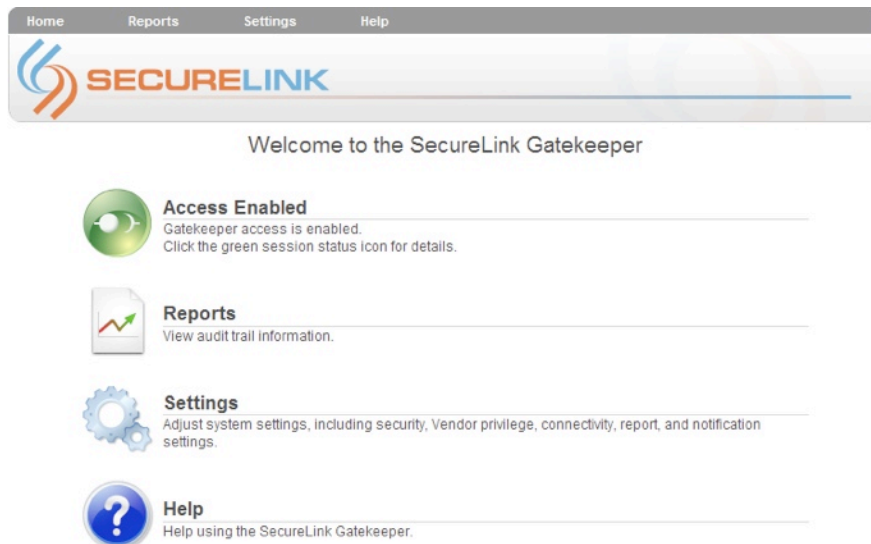 Home Reports Settings Help
SECURELINK
Welcome to the SecureLink Gatekeeper
Access Enabled
Gatekeeper access is enabled.
Click the green session status icon for details.
Reports
View audit trail information.
Settings
Adjust system settings, including security, Vendor privilege, connectivity, report, and notification
settings.
?
Help
Help using the SecureLink Gatekeeper.